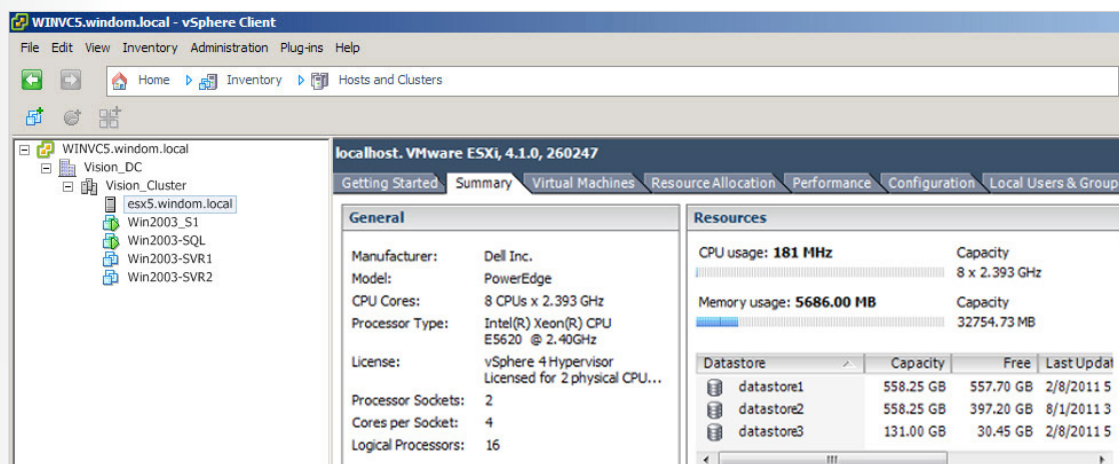 WINVC5.windom.local - vSphere Client
File Edit View Inventory Administration Plug-ins Help
Home Inventory Hosts and Clusters
WINVC5.windom.local
Vision_DC
Vision_Cluster
esx5.windom.local
Win2003_S1
Win2003-SQL
Win2003-SVR1
Win2003-SVR2
localhost. VMware ESXi, 4.1.0, 260247
Getting Started Summary Virtual Machines Resource Allocation Performance Configuration Local Users & Group
General
Manufacturer: Dell Inc.
Model: PowerEdge
CPU Cores: 8 CPUs x 2.393 GHz
Processor Type: Intel(R) Xeon(R) CPU
E5620 @ 2.40GHz
License: vSphere 4 Hypervisor
Licensed for 2 physical CPU...
Processor Sockets: 2
Cores per Socket: 4
Logical Processors: 16
Resources
CPU usage: 181 MHz Capacity
8 x 2.393 GHz
Memory usage: 5686.00 MB Capacity
32754.73 MB
Datastore Capacity Free Last Updat
datastore1 558.25 GB 557.70 GB 2/8/2011 5
datastore2 558.25 GB 397.20 GB 8/1/2011 3
datastore3 131.00 GB 30.45 GB 2/8/2011 5